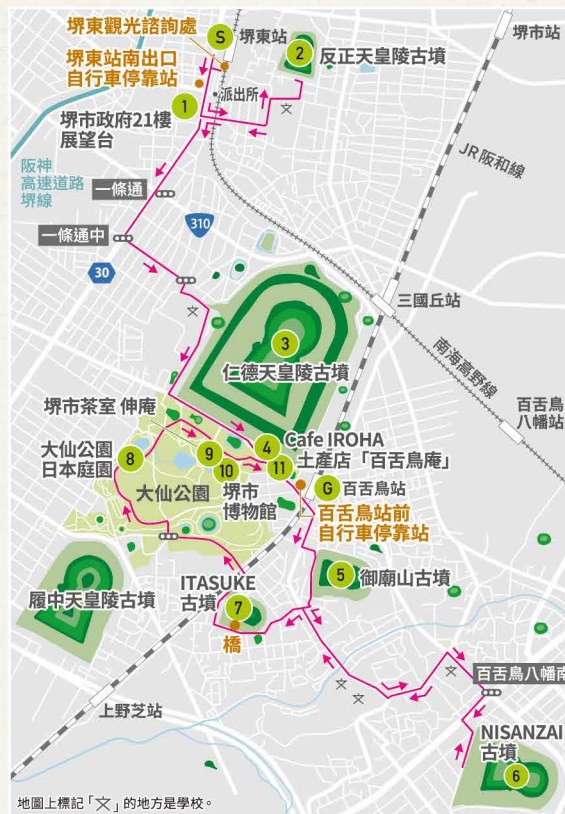 堺東觀光諮詢處
S
堺東站
堺市站
2
反正天皇陵古墳
堺東站南出口
自行車停靠站
派出所
文
1
堺市政府21樓
展望台
JR阪和線
阪神
高速道路
堺線
一條通
310
一條通中
30
文
三國丘站
3
仁德天皇陵古墳
南海高野線
百舌鳥
八幡站
堺市茶室 伸庵
4
Cafe IROHA
大仙公園
日本庭園
8
9
10
11
土產店「百舌鳥庵」
大仙公園
堺市
博物館
G
百舌鳥站
百舌鳥站前
自行車停靠站
ITASUKE
古墳
5
御廟山古墳
履中天皇陵古墳
7
橋
文
百舌鳥八幡南
文
文
上野芝站
NISANZAI
古墳
6
地圖上標記「文」的地方是學校。